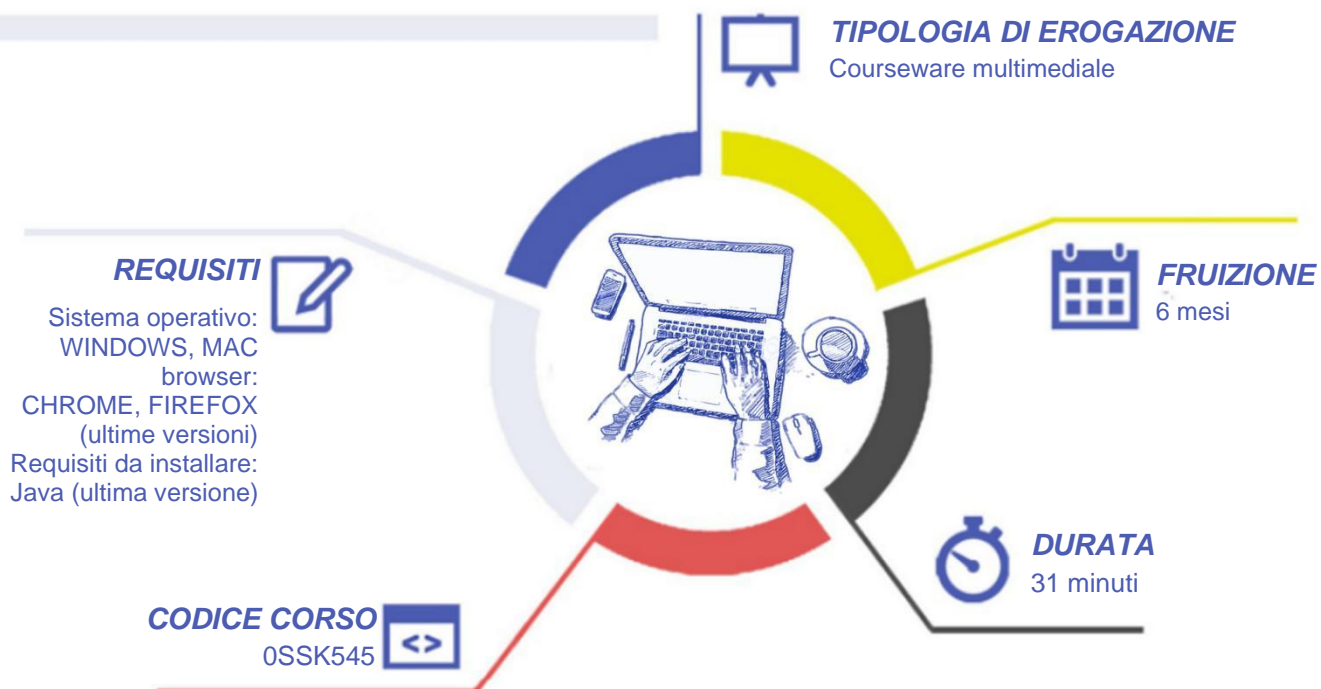 TIPOLOGIA DI EROGAZIONE
Courseware multimediale
REQUISITI
Sistema operativo:
WINDOWS, MAC
browser:
CHROME, FIREFOX
(ultime versioni)
Requisiti da installare:
Java (ultima versione)
FRUIZIONE
6 mesi
DURATA
31 minuti
CODICE CORSO
0SSK545